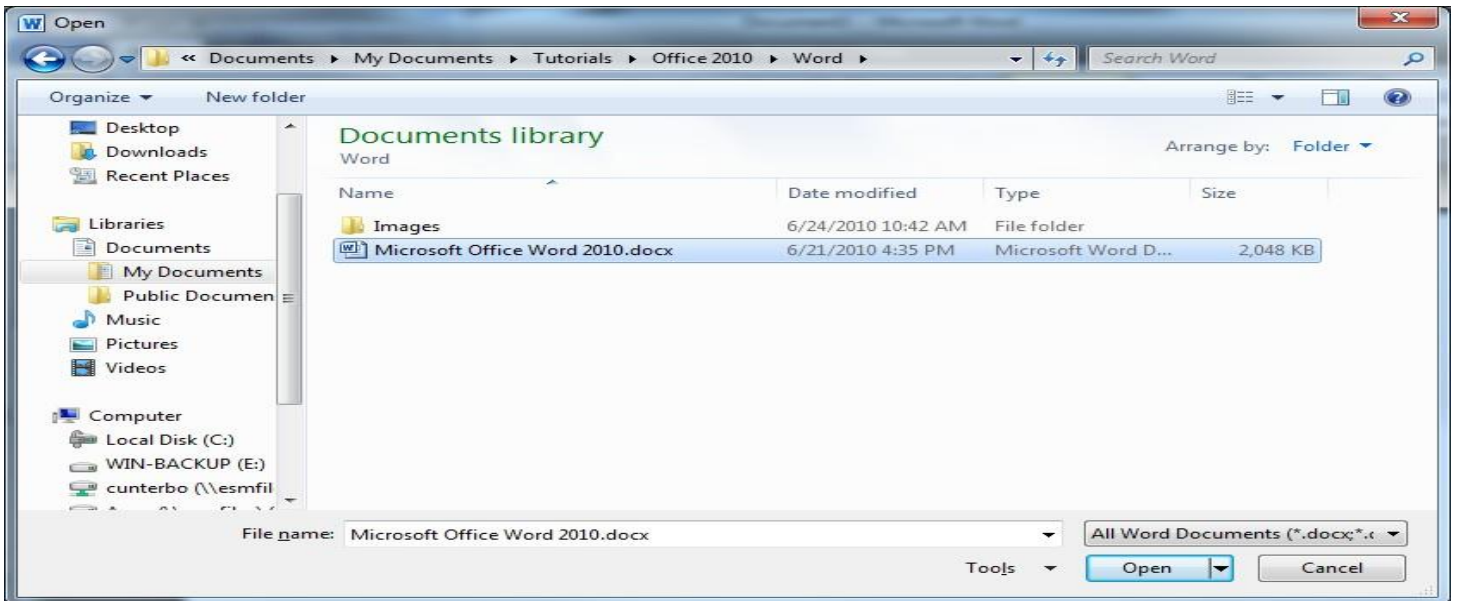 Open
« Documents ▸ My Documents ▸ Tutorials ▸ Office 2010 ▸ Word ▸
Search Word
Organize
New folder
Desktop
Downloads
Recent Places
Libraries
Documents
My Documents
Public Documen
Music
Pictures
Videos
Computer
Local Disk (C:)
WIN-BACKUP (E:)
cunterbo (\\esmfil
Documents library
Word
Arrange by: Folder
Name Date modified Type Size
Images 6/24/2010 10:42 AM File folder
Microsoft Office Word 2010.docx 6/21/2010 4:35 PM Microsoft Word D... 2,048 KB
File name: Microsoft Office Word 2010.docx
All Word Documents (*.docx;*.
Tools Open Cancel